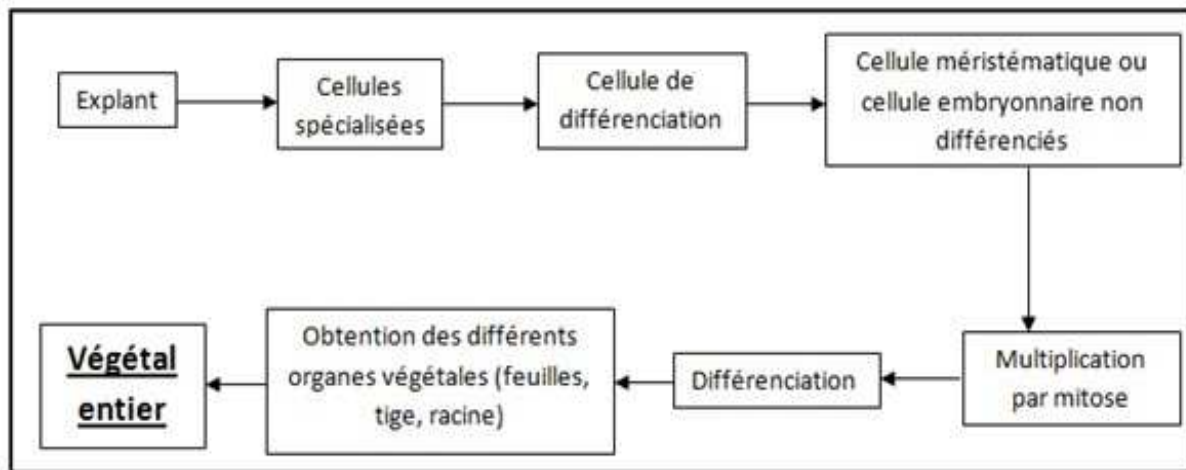 Explant
Cellules
spécialisées
Cellule de
différenciation
Cellule méristématique ou
cellule embryonnaire non
différenciés
Multiplication
par mitose
Différenciation
Obtention des différents
organes végétales (feuilles,
tige, racine)
Végétal
entier